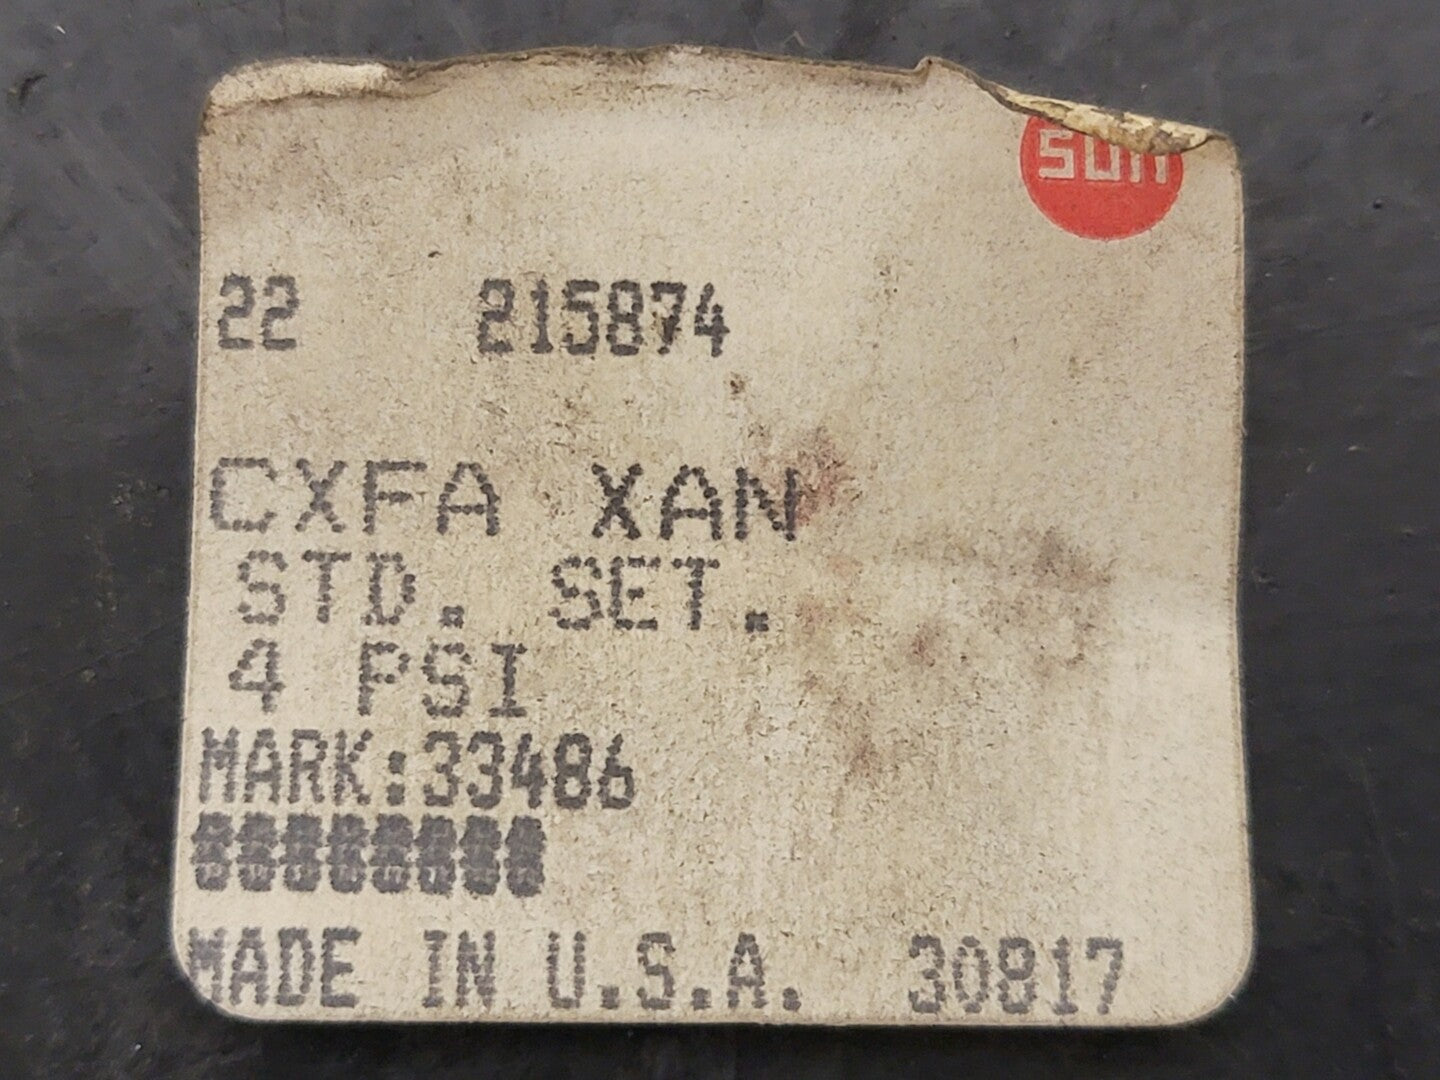 sun
22 215874
CXFA XAN
STD. SET.
4 PSI
MARK:33486
MADE IN U.S.A. 30817